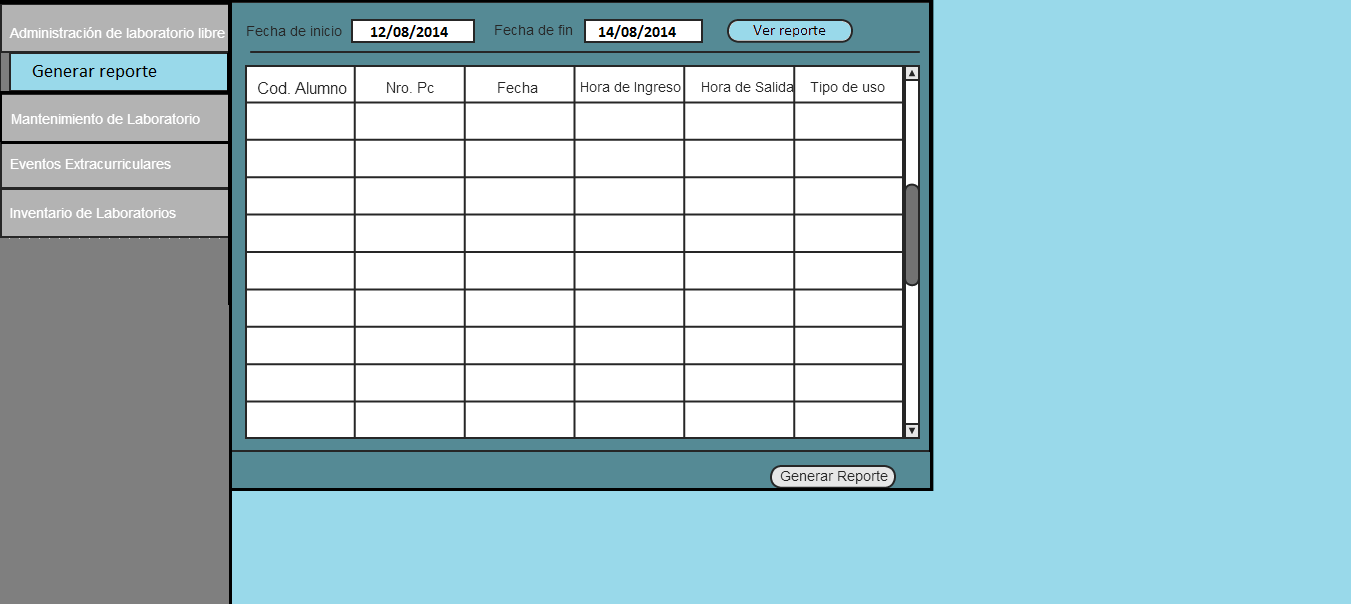 Administración de laboratorio libre
Generar reporte
Mantenimiento de Laboratorio
Eventos Extracurriculares
Inventario de Laboratorios
Fecha de inicio 12/08/2014 Fecha de fin 14/08/2014 Ver reporte
Cod. Alumno Nro. Pc Fecha Hora de Ingreso Hora de Salida Tipo de uso
Generar Reporte